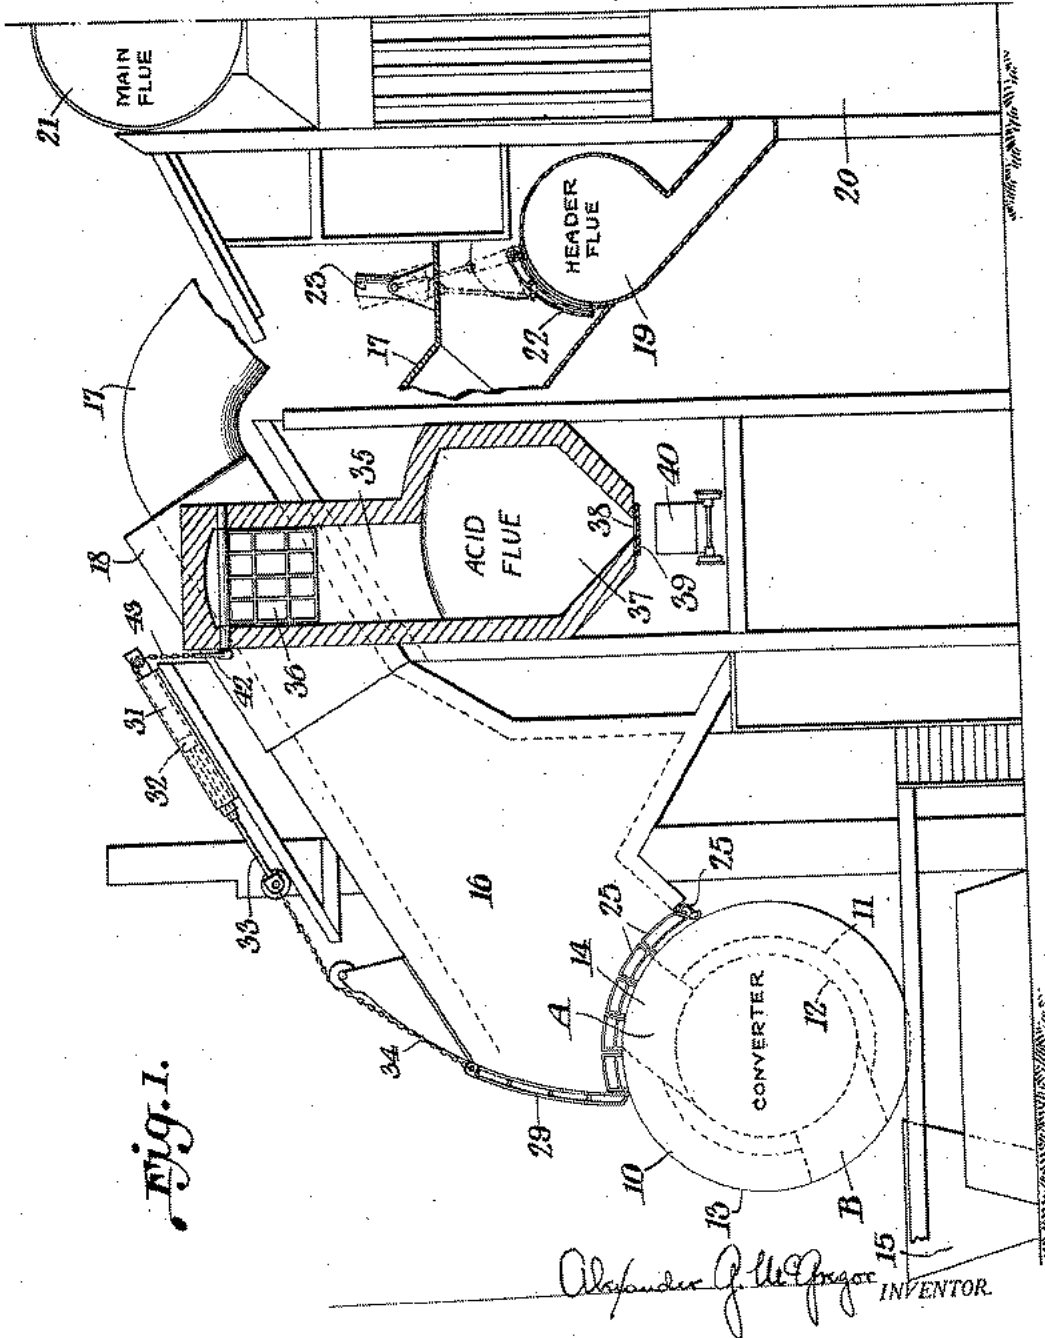 Fig. 1.
21
MAIN
FLUE
20
23
HEADER
FLUE
22
19
17
17
18
35
ACID
FLUE
36
37
38
39
40
43
42
31
32
33
34
16
29
25
25
14
A
11
12
CONVERTER
10
13
B
15
Alexander G. McGregor
INVENTOR.